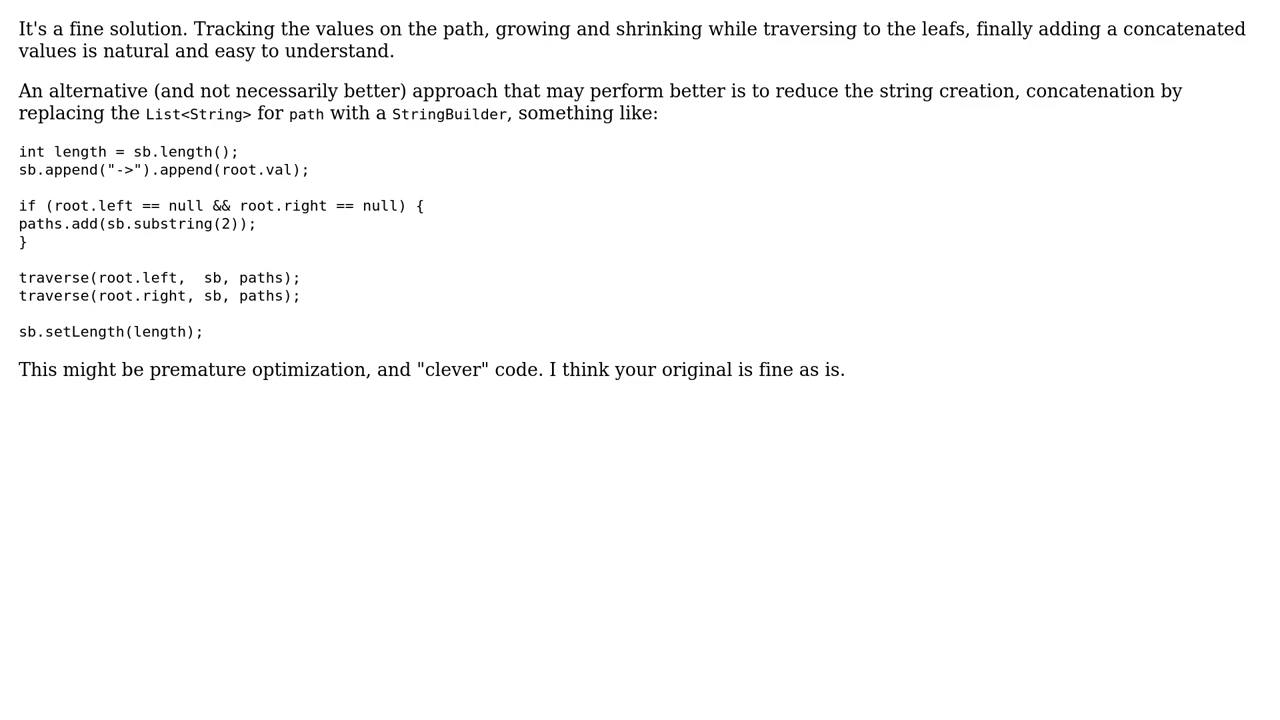 It's a fine solution. Tracking the values on the path, growing and shrinking while traversing to the leafs, finally adding a concatenated
values is natural and easy to understand.
An alternative (and not necessarily better) approach that may perform better is to reduce the string creation, concatenation by
replacing the List<String> for path with a StringBuilder, something like:
int length = sb.length();
sb.append("->").append(root.val);
if (root.left == null && root.right == null) {
paths.add(sb.substring(2));
}
traverse(root.left,  sb, paths);
traverse(root.right, sb, paths);
sb.setLength(length);
This might be premature optimization, and "clever" code. I think your original is fine as is.